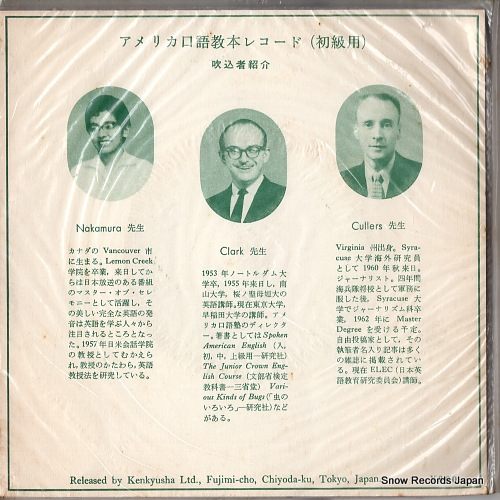 アメリカ口語教本レコード (初級用)
吹込者紹介
Nakamura 先生
カナダの Vancouver 市
に生まる。Lemon Creek
学院を卒業，来日してか
らは日本放送のある番組
のマスター・オブ・セレ
モニーとして活躍し，そ
の美しい完全な英語の発
音は英語を学ぶ人々から
注目されるところとなっ
た。1957年日米会話学院
の教授としてむかえら
れ，教授のかたわら，英語
教授法を研究している。
Clark 先生
1953年ノートルダム大
学卒，1955年来日し，南
山大学，桜ノ聖母短大の
英語講師。現在東京大学，
早稲田大学の講師。アメ
リカ口語塾のディレクタ
ー。著書としては Spoken
American English (入，
初，中，上級用—研究社)
The Junior Crown Eng-
lish Course (文部省検定
教科書—三省堂) Vari-
ous Kinds of Bugs (「虫の
いろいろ」—研究社) など
がある。
Cullers 先生
Virginia 州出身。Syra-
cuse 大学海外研究員と
して 1960年秋来日。
ジャーナリスト。四年間
海兵隊将校として軍務に
服した後，Syracuse 大
学でジャーナリズム科卒
業。1962年に Master
Degree を受ける予定。
自由投稿家として，その
執筆者名入り記事は多く
の雑誌に掲載されてい
る。現在 ELEC (日本英
語教育研究委員会) 講師。
Released by Kenkyusha Ltd., Fujimi-cho, Chiyoda-ku, Tokyo, Japan
Snow Records Japan